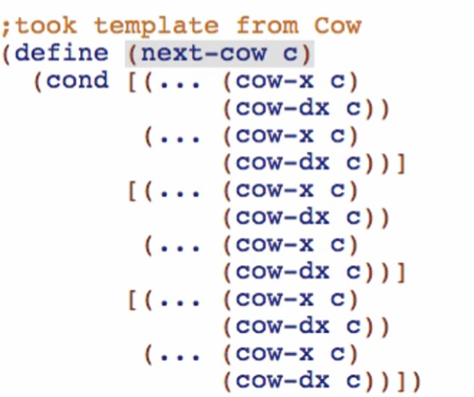 ;took template from Cow
(define (next-cow c)
(cond [(... (cow-x c)
(cow-dx c))
(... (cow-x c)
(cow-dx c))]
[(... (cow-x c)
(cow-dx c))
(... (cow-x c)
(cow-dx c))]
[(... (cow-x c)
(cow-dx c))
(... (cow-x c)
(cow-dx c))])